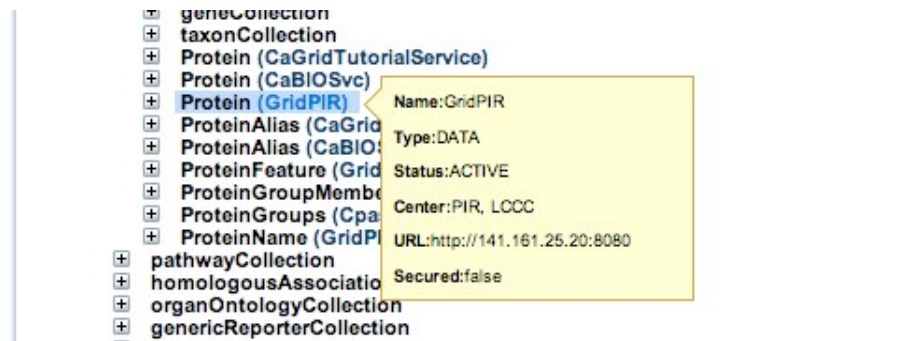 geneCollection
taxonCollection
Protein (CaGridTutorialService)
Protein (CaBIOSvc)
Protein (GridPIR)
ProteinAlias (CaGrid
ProteinAlias (CaBIO
ProteinFeature (Grid
ProteinGroupMembe
ProteinGroups (Cpa
ProteinName (GridPI
pathwayCollection
homologousAssociatio
organOntologyCollection
genericReporterCollection
Name:GridPIR
Type:DATA
Status:ACTIVE
Center:PIR, LCCC
URL:http://141.161.25.20:8080
Secured:false